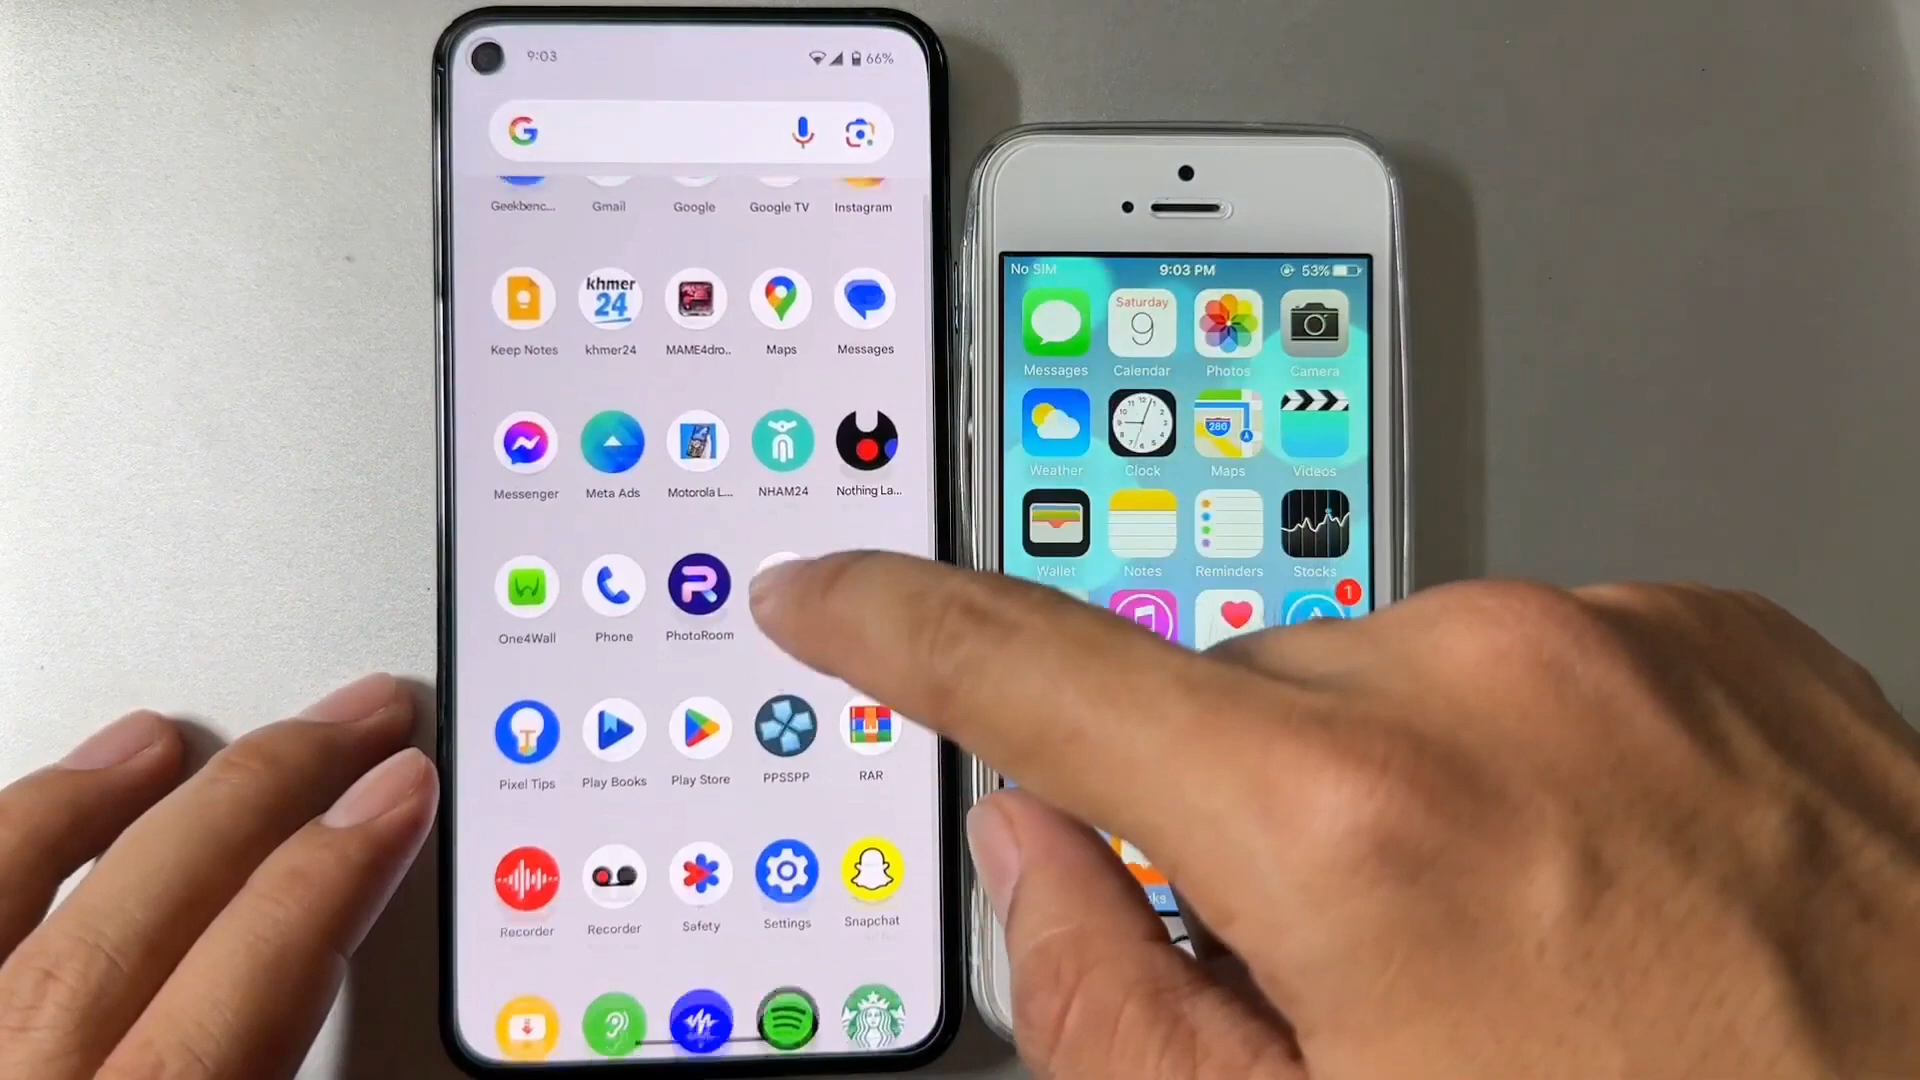 9:03
66%
Geekbenc...
Gmail
Google
Google TV
Instagram
khmer
24
Keep Notes
khmer24
MAME4dro..
Maps
Messages
Messenger
Meta Ads
Motorola L...
NHAM24
Nothing La...
One4Wall
Phone
PhotoRoom
Pixel Tips
Play Books
Play Store
PPSSPP
RAR
Recorder
Recorder
Safety
Settings
Snapchat
No SIM
9:03 PM
53%
Saturday
9
Messages
Calendar
Photos
Camera
280
Weather
Clock
Maps
Videos
Wallet
Notes
Reminders
Stocks
1